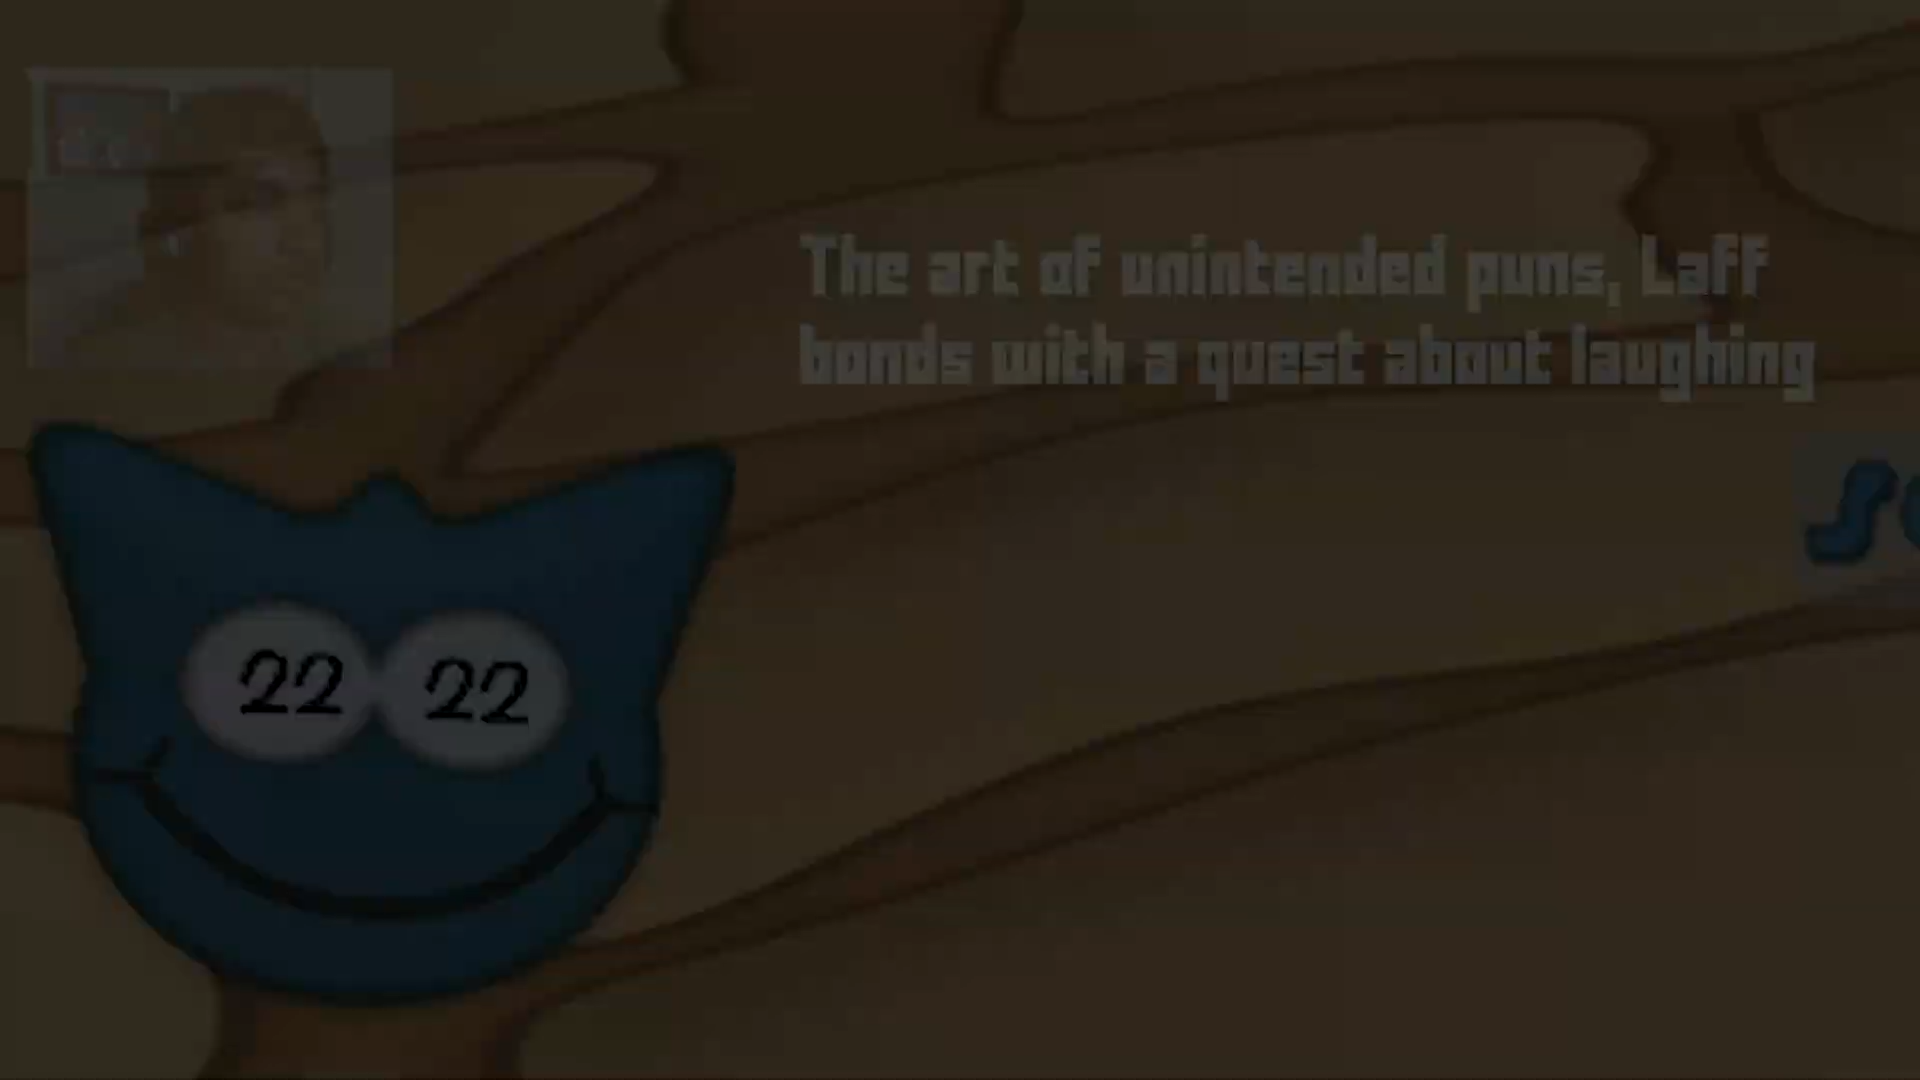 The art of unintended puns, Laff
bonds with a quest about laughing
22 22